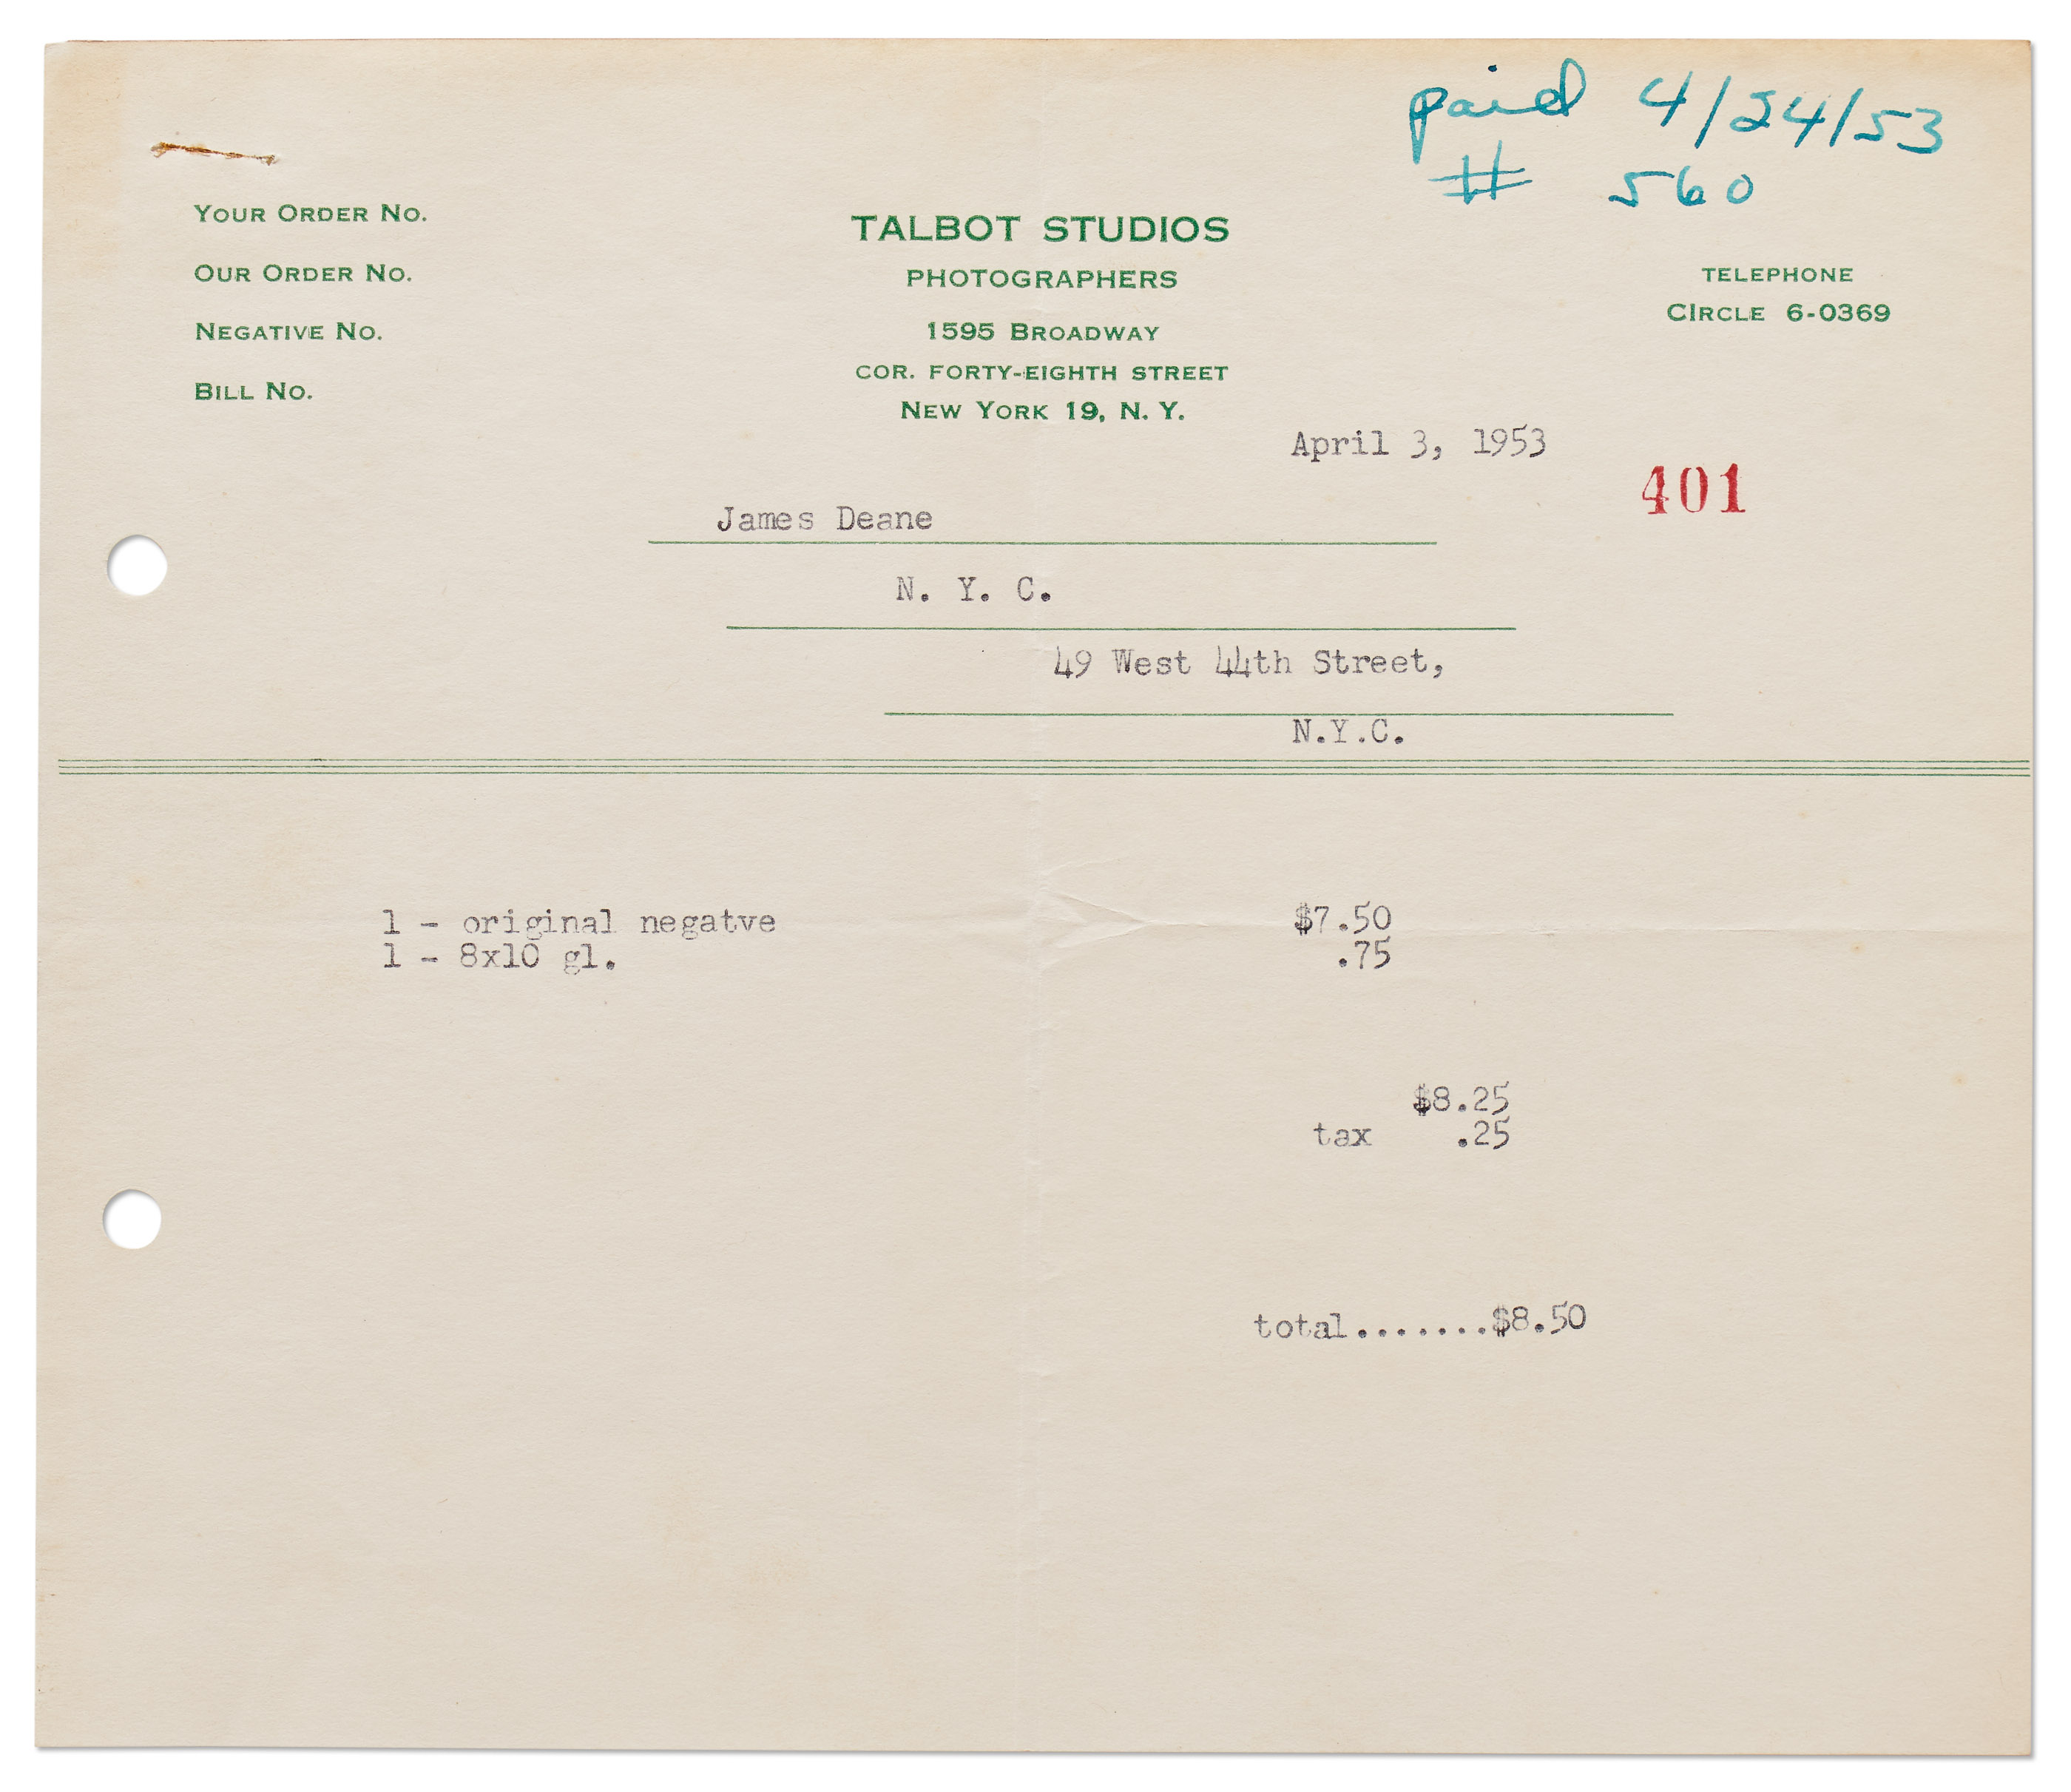 paid 4/24/53
# 560
YOUR ORDER NO.
OUR ORDER NO.
NEGATIVE NO.
BILL NO.
TALBOT STUDIOS
PHOTOGRAPHERS
1595 BROADWAY
COR. FORTY-EIGHTH STREET
NEW YORK 19, N. Y.
TELEPHONE
CIRCLE 6-0369
April 3, 1953
401
James Deane
N. Y. C.
49 West 44th Street,
N.Y.C.
1 - original negatve $7.50
1 - 8x10 gl. .75
$8.25
tax .25
total.......$8.50